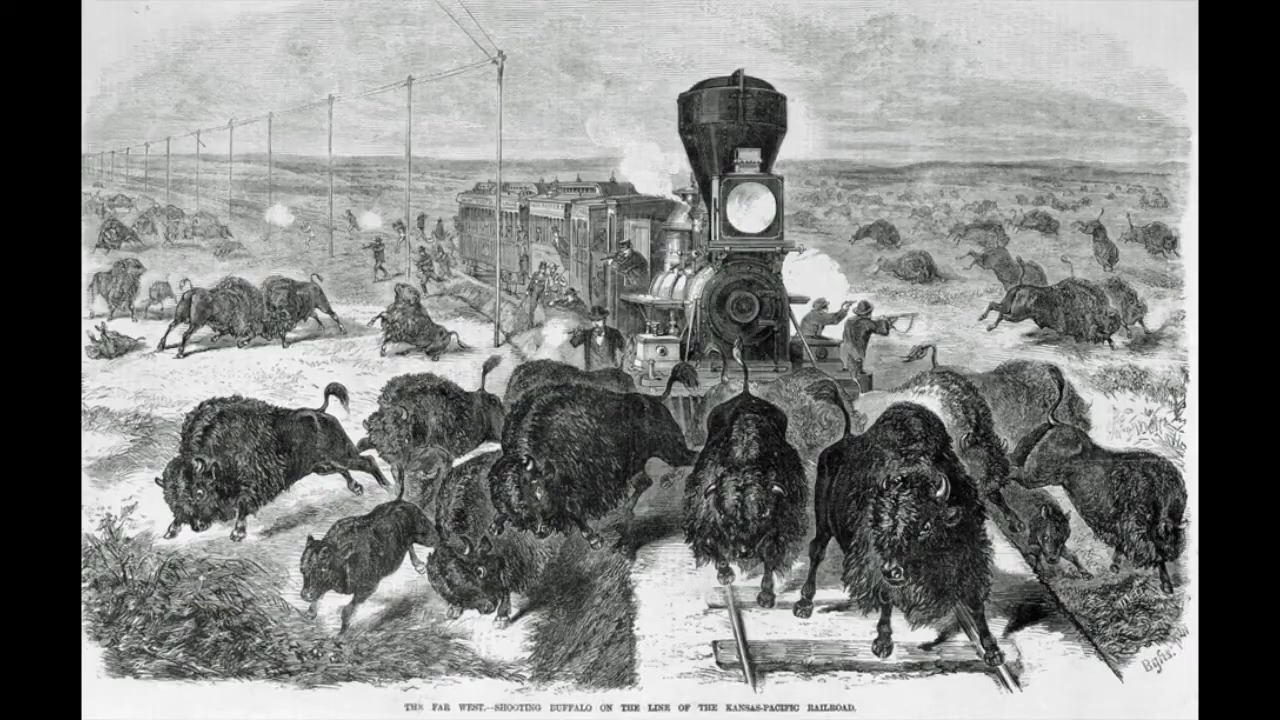 THE FAR WEST.--SHOOTING BUFFALO ON THE LINE OF THE KANSAS-PACIFIC RAILROAD.